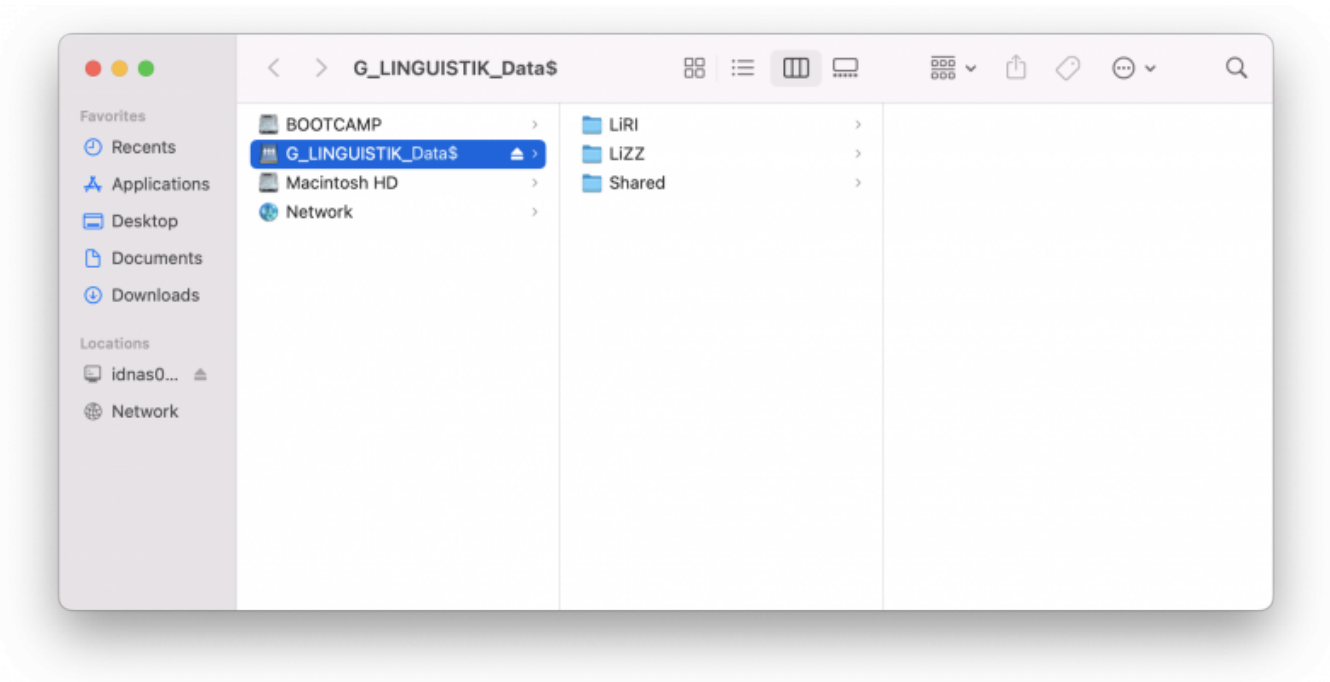 G_LINGUISTIK_Data$
Favorites
Recents
Applications
Desktop
Documents
Downloads
Locations
idnas0...
Network
BOOTCAMP
G_LINGUISTIK_Data$
Macintosh HD
Network
LiRI
LiZZ
Shared